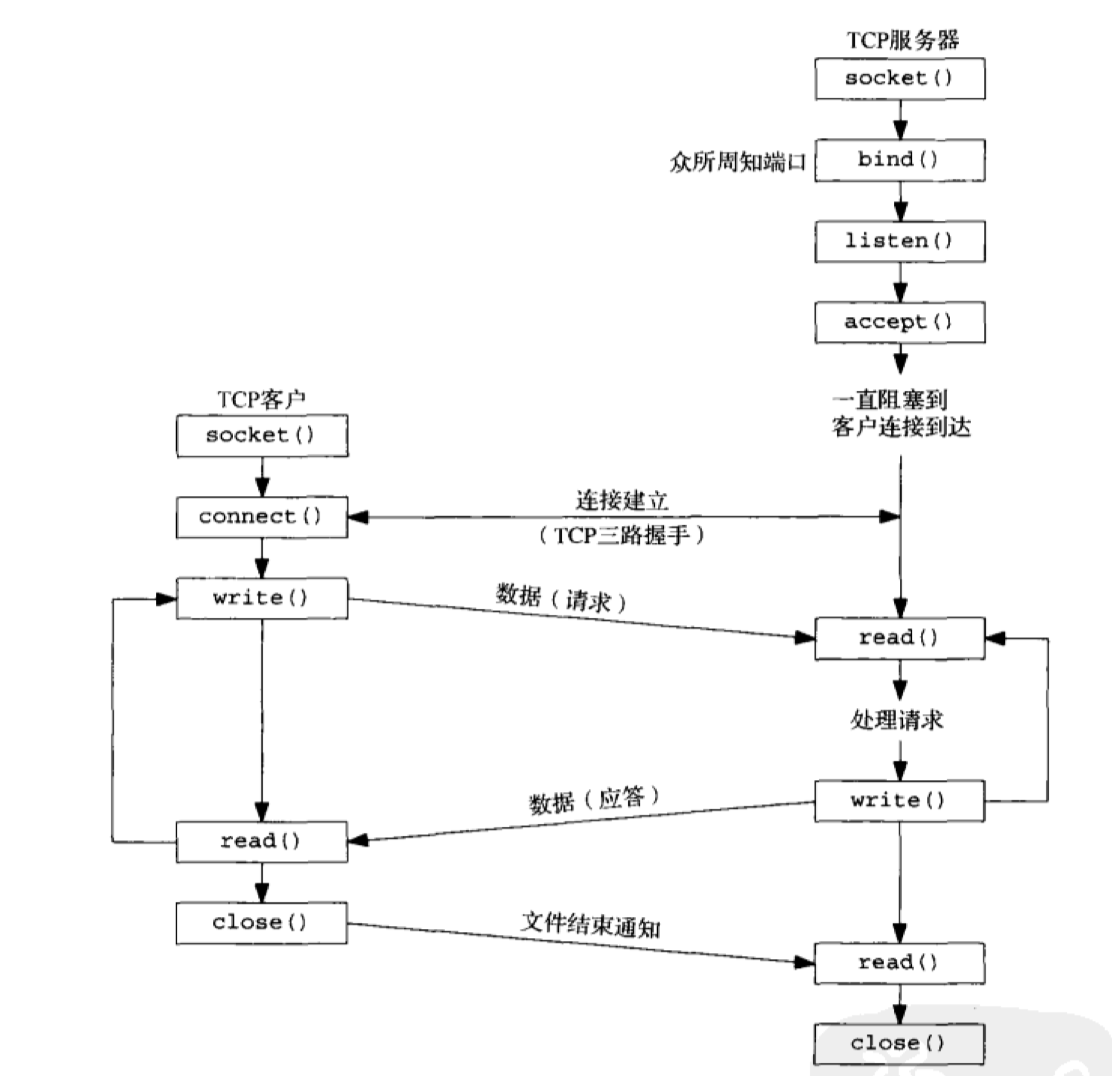 TCP服务器
socket()
众所周知端口
bind()
listen()
accept()
一直阻塞到
客户连接到达
TCP客户
socket()
connect()
连接建立
（TCP三路握手）
write()
数据（请求）
read()
处理请求
write()
数据（应答）
read()
close()
文件结束通知
read()
close()